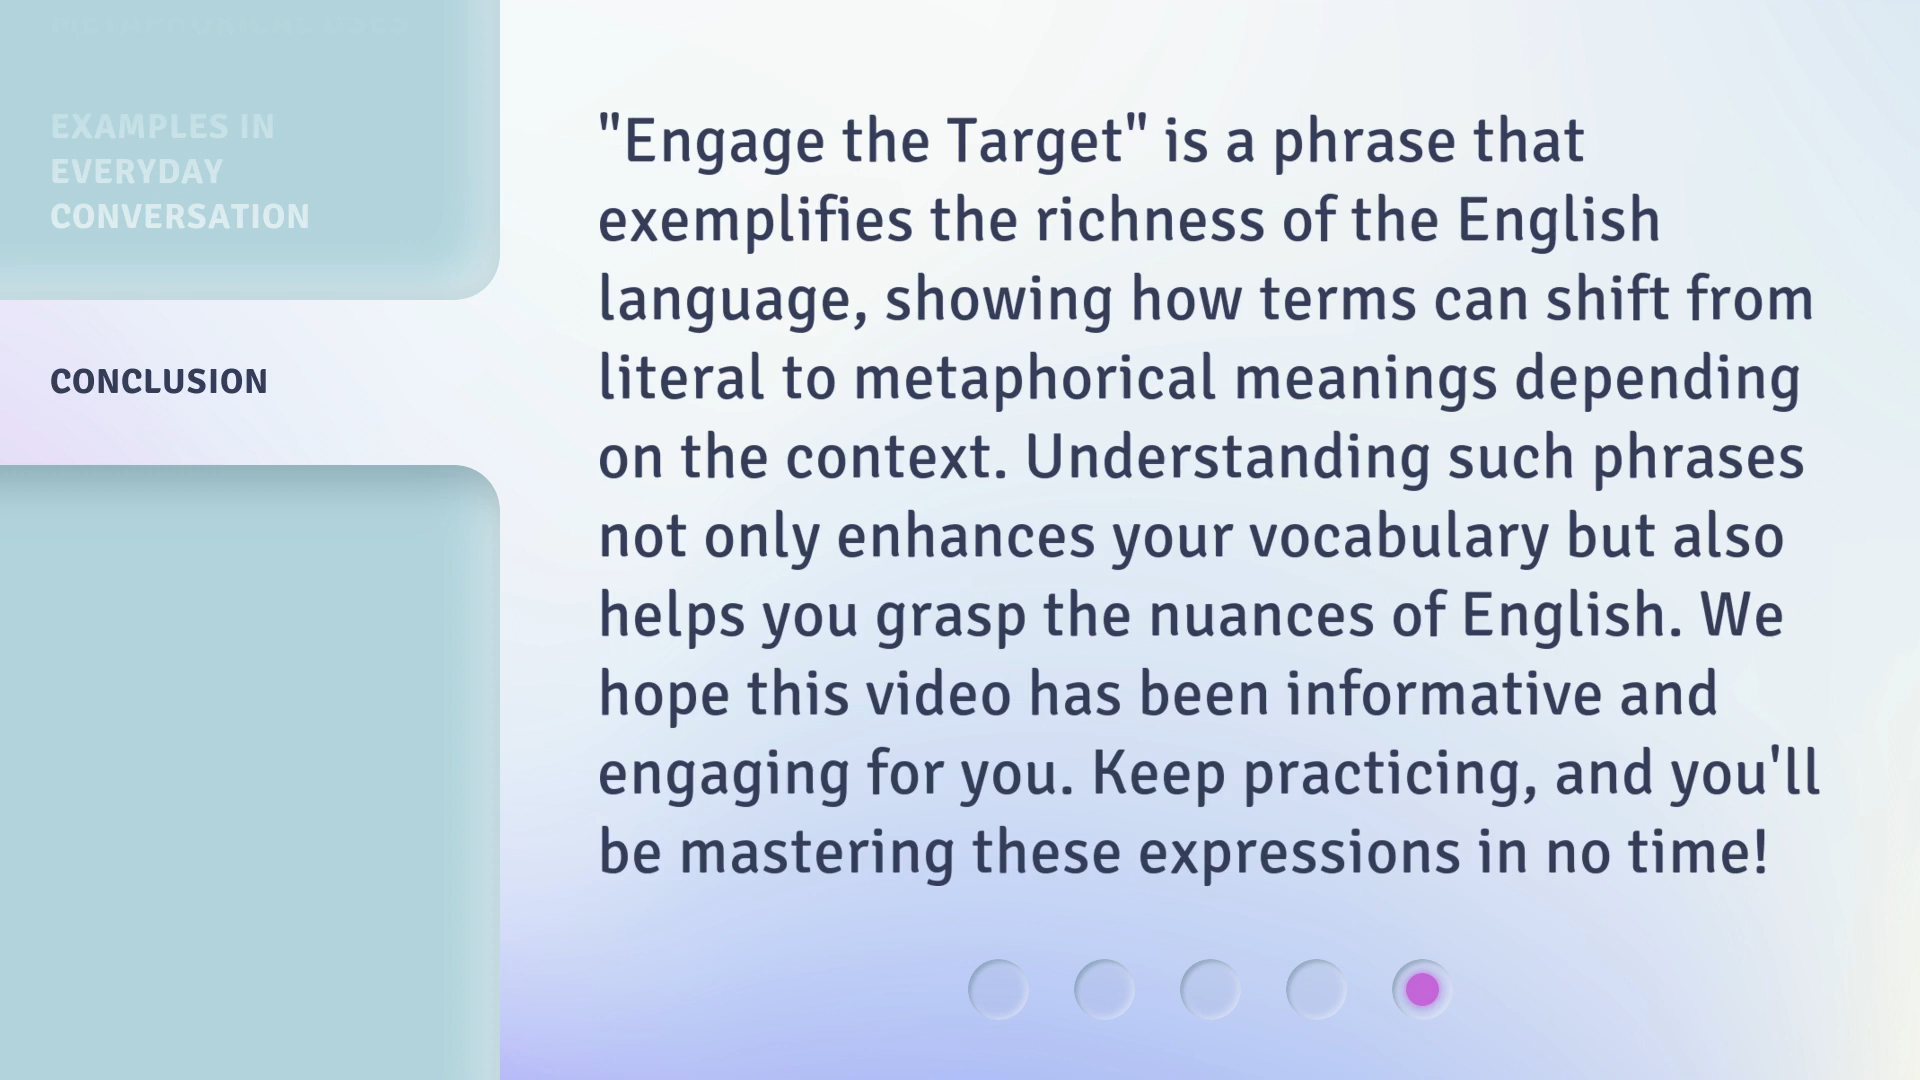 METAPHORICAL USES
EXAMPLES IN
EVERYDAY
CONVERSATION
CONCLUSION
"Engage the Target" is a phrase that
exemplifies the richness of the English
language, showing how terms can shift from
literal to metaphorical meanings depending
on the context. Understanding such phrases
not only enhances your vocabulary but also
helps you grasp the nuances of English. We
hope this video has been informative and
engaging for you. Keep practicing, and you'll
be mastering these expressions in no time!